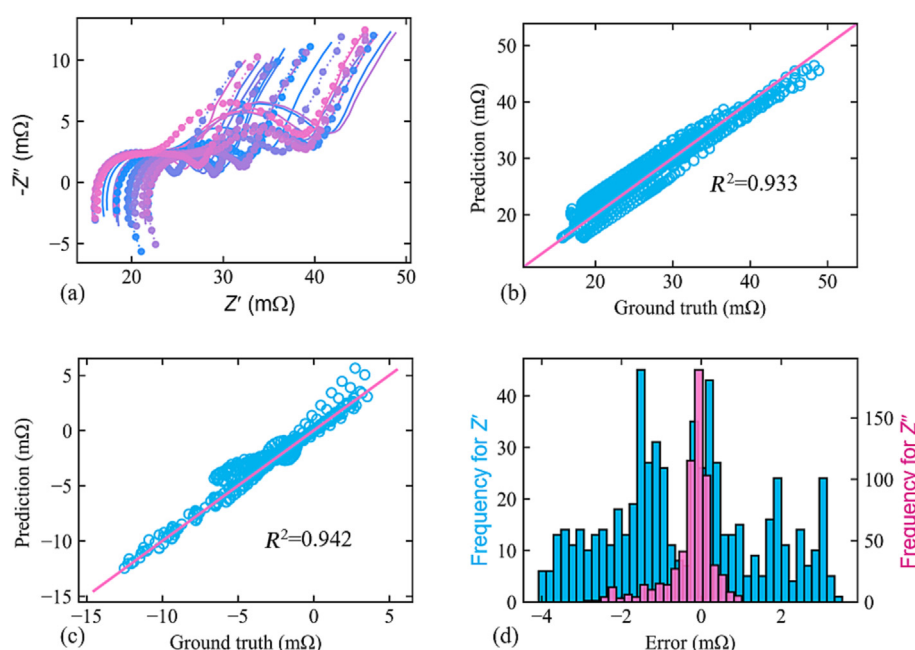 10
5
0
−5
-Z″ (mΩ)
20
30
40
50
Z′ (mΩ)
(a)
50
40
30
20
Prediction (mΩ)
R²=0.933
20
30
40
50
Ground truth (mΩ)
(b)
5
0
−5
−10
−15
Prediction (mΩ)
R²=0.942
−15
−10
−5
0
5
Ground truth (mΩ)
(c)
40
30
20
10
0
Frequency for Z′
150
100
50
0
Frequency for Z″
−4
−2
0
2
Error (mΩ)
(d)